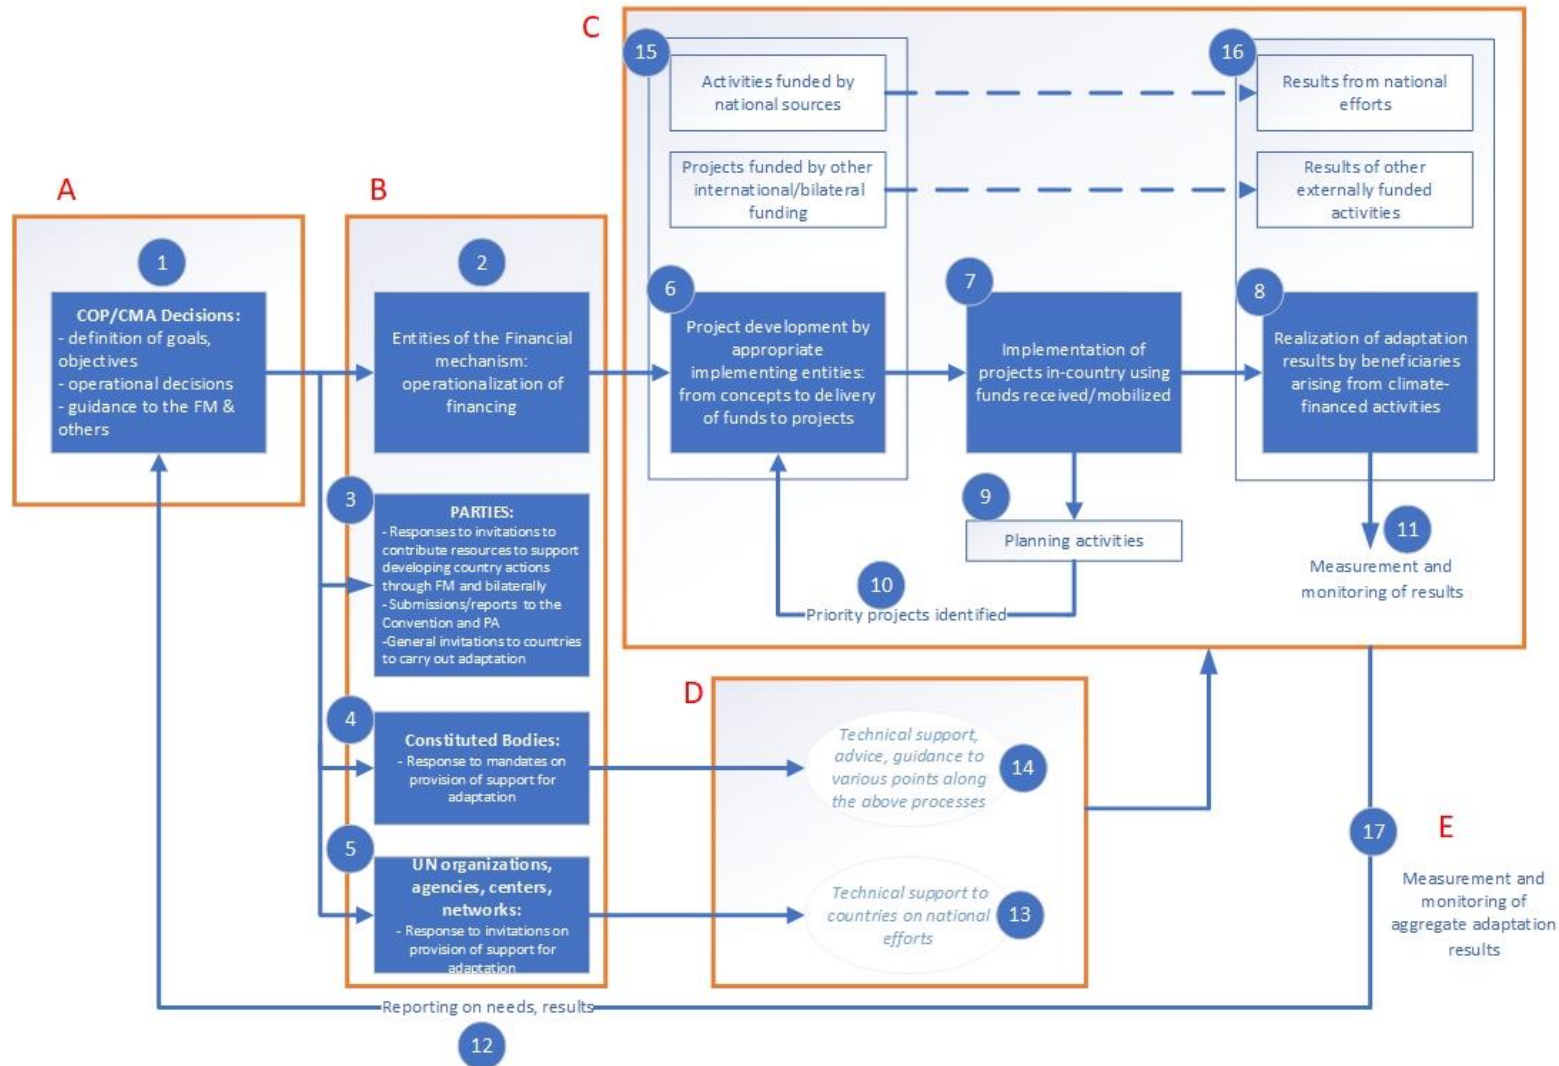 A
1
COP/CMA Decisions:
- definition of goals,
objectives
- operational decisions
- guidance to the FM &
others
B
2
Entities of the Financial
mechanism:
operationalization of
financing
3
PARTIES:
- Responses to invitations to
contribute resources to support
developing country actions
through FM and bilaterally
- Submissions/reports to the
Convention and PA
-General invitations to countries
to carry out adaptation
4
Constituted Bodies:
- Response to mandates on
provision of support for
adaptation
5
UN organizations,
agencies, centers,
networks:
- Response to invitations on
provision of support for
adaptation
C
15
Activities funded by
national sources
Projects funded by other
international/bilateral
funding
16
Results from national
efforts
Results of other
externally funded
activities
6
Project development by
appropriate
implementing entities:
from concepts to delivery
of funds to projects
7
Implementation of
projects in-country using
funds received/mobilized
8
Realization of adaptation
results by beneficiaries
arising from climate-
financed activities
9
Planning activities
10
Priority projects identified
11
Measurement and
monitoring of results
D
Technical support,
advice, guidance to
various points along
the above processes
14
Technical support to
countries on national
efforts
13
17
E
Measurement and
monitoring of
aggregate adaptation
results
Reporting on needs, results
12